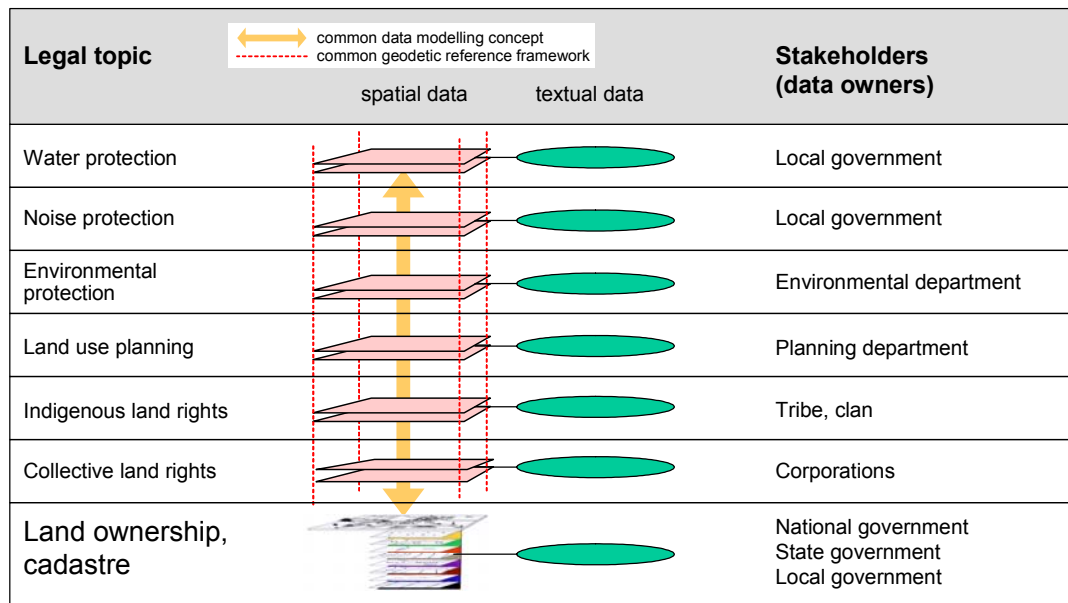 Legal topic
common data modelling concept
common geodetic reference framework
spatial data
textual data
Stakeholders
(data owners)
Water protection
Local government
Noise protection
Local government
Environmental
protection
Environmental department
Land use planning
Planning department
Indigenous land rights
Tribe, clan
Collective land rights
Corporations
Land ownership,
cadastre
National government
State government
Local government